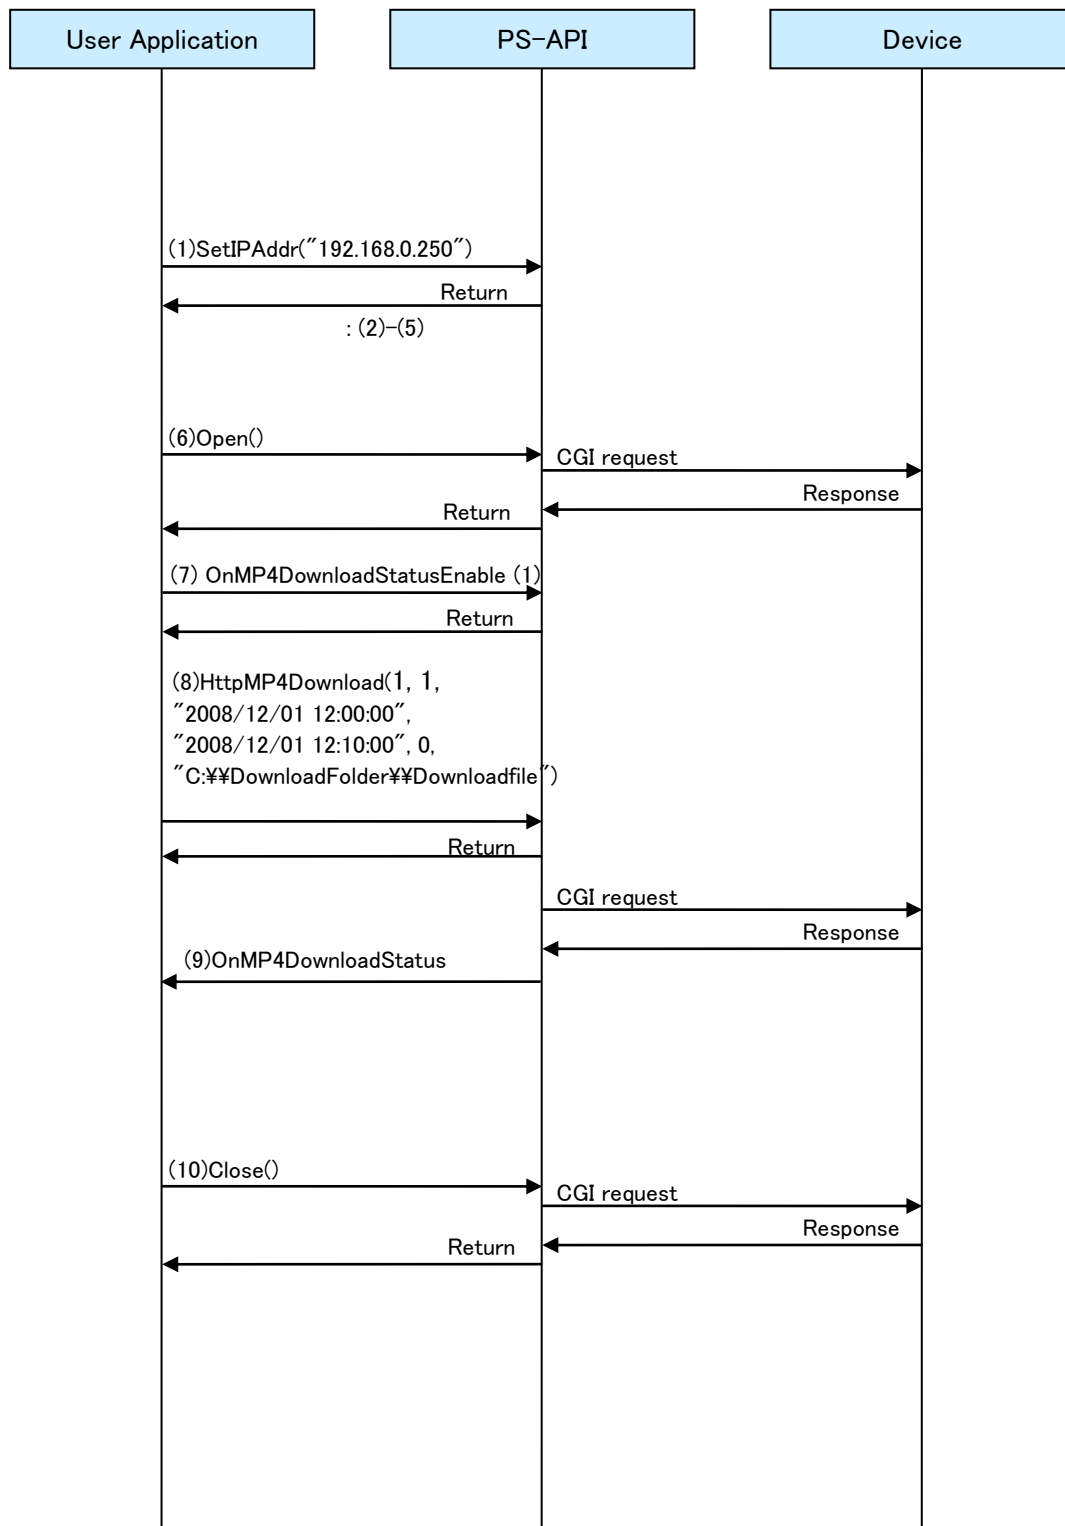 User Application
PS-API
Device
(1)SetIPAddr("192.168.0.250")
Return
: (2)-(5)
(6)Open()
CGI request
Response
Return
(7) OnMP4DownloadStatusEnable (1)
Return
(8)HttpMP4Download(1, 1,
"2008/12/01 12:00:00",
"2008/12/01 12:10:00", 0,
"C:¥¥DownloadFolder¥¥Downloadfile")
Return
CGI request
Response
(9)OnMP4DownloadStatus
(10)Close()
CGI request
Response
Return